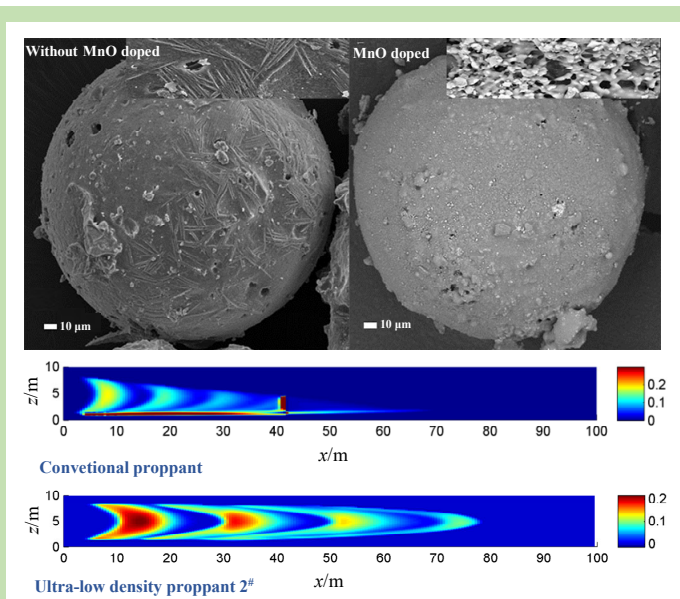 Without MnO doped
MnO doped
10 μm
10 μm
10
5
0
z/m
0 10 20 30 40 50 60 70 80 90 100
x/m
0.2
0.1
0
Convetional proppant
10
5
0
z/m
0 10 20 30 40 50 60 70 80 90 100
x/m
0.2
0.1
0
Ultra-low density proppant 2#